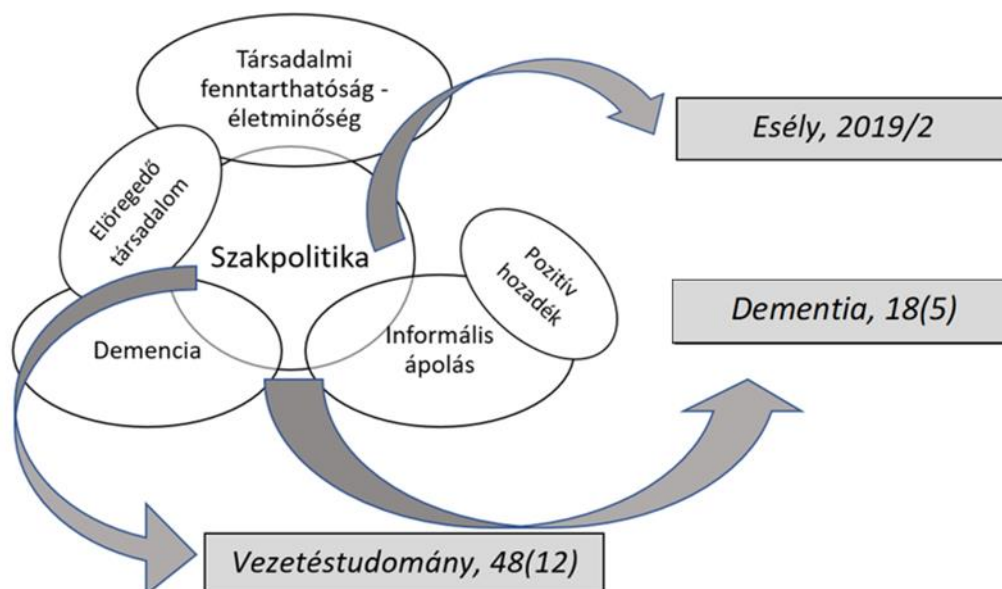 Társadalmi
fenntarthatóság -
életminőség
Esély, 2019/2
Elöregedő
társadalom
Szakpolitika
Pozitív
hozadék
Dementia, 18(5)
Demencia
Informális
ápolás
Vezetéstudomány, 48(12)